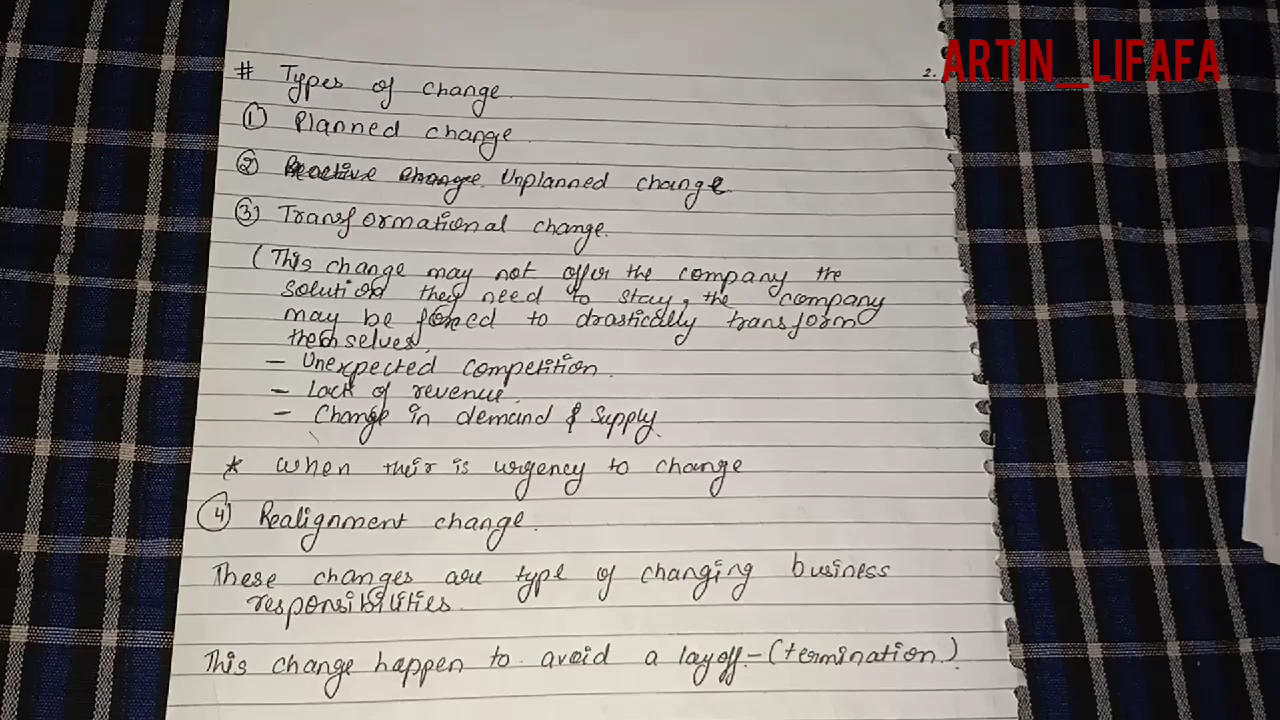 ARTIN_LIFAFA
2.
# Types of change
① Planned change
② Reactive change. Unplanned change
③ Transformational change.
(This change may not offer the company the
solution they need to stay, the company
may be forced to drastically transform
themselves.
- Unexpected competition.
- Lack of revenue.
- Change in demand & supply.
* When their is urgency to change
④ Realignment change.
These changes are type of changing business
responsibilities.
This change happen to avoid a layoff - (termination).